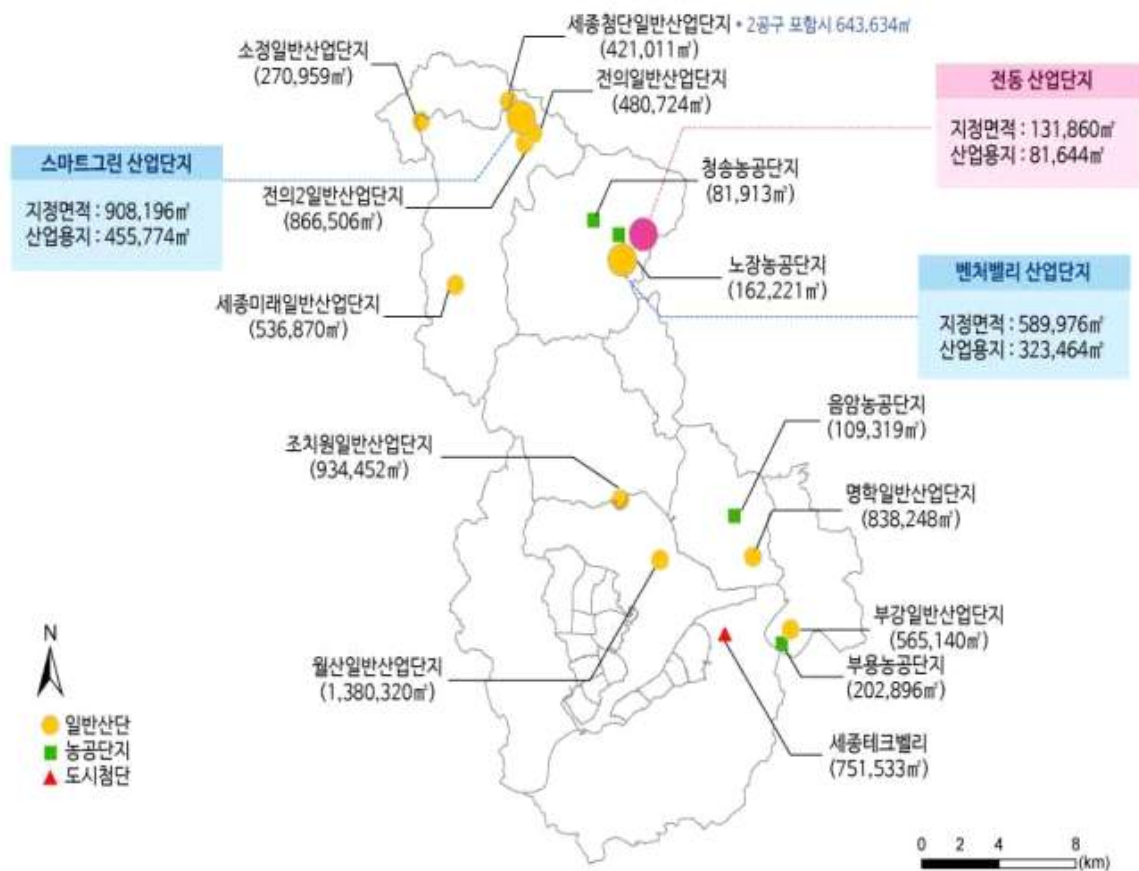 세종첨단일반산업단지 * 2공구 포함시 643,634㎡
(421,011㎡)
소정일반산업단지
(270,959㎡)
전의일반산업단지
(480,724㎡)
전동 산업단지
지정면적 : 131,860㎡
산업용지 : 81,644㎡
스마트그린 산업단지
지정면적 : 908,196㎡
산업용지 : 455,774㎡
전의2일반산업단지
(866,506㎡)
청송농공단지
(81,913㎡)
노장농공단지
(162,221㎡)
벤처벨리 산업단지
지정면적 : 589,976㎡
산업용지 : 323,464㎡
세종미래일반산업단지
(536,870㎡)
음암농공단지
(109,319㎡)
조치원일반산업단지
(934,452㎡)
명학일반산업단지
(838,248㎡)
부강일반산업단지
(565,140㎡)
월산일반산업단지
(1,380,320㎡)
부용농공단지
(202,896㎡)
세종테크벨리
(751,533㎡)
N
일반산단
농공단지
도시첨단
0 2 4 8
(km)